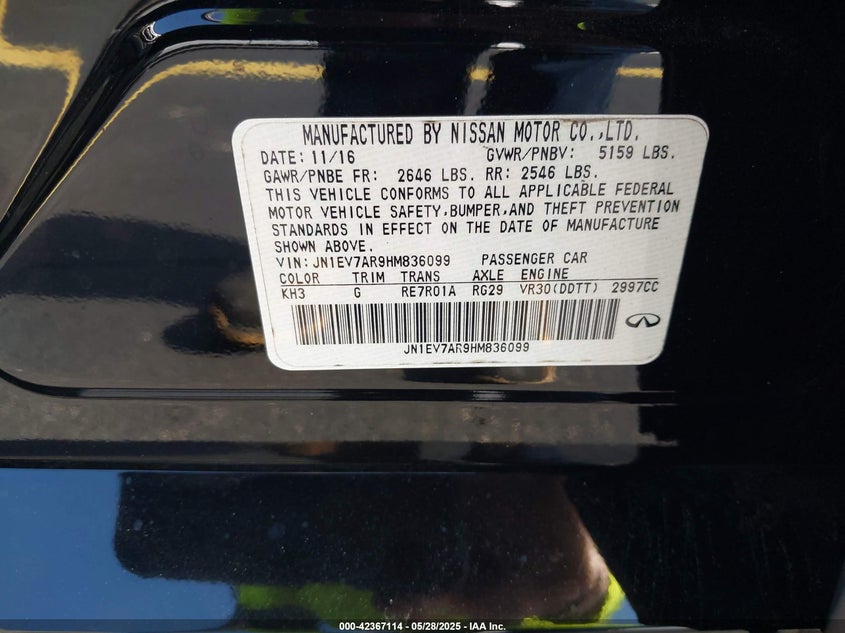 MANUFACTURED BY NISSAN MOTOR CO.,LTD.
DATE: 11/16 GVWR/PNBV: 5159 LBS.
GAWR/PNBE FR: 2646 LBS. RR: 2546 LBS.
THIS VEHICLE CONFORMS TO ALL APPLICABLE FEDERAL
MOTOR VEHICLE SAFETY,BUMPER,AND THEFT PREVENTION
STANDARDS IN EFFECT ON THE DATE OF MANUFACTURE
SHOWN ABOVE.
VIN:JN1EV7AR9HM836099 PASSENGER CAR
COLOR TRIM TRANS AXLE ENGINE
KH3 G RE7R01A RG29 VR30(DDTT) 2997CC
JN1EV7AR9HM836099
000-42367114 - 05/28/2025 - IAA Inc.